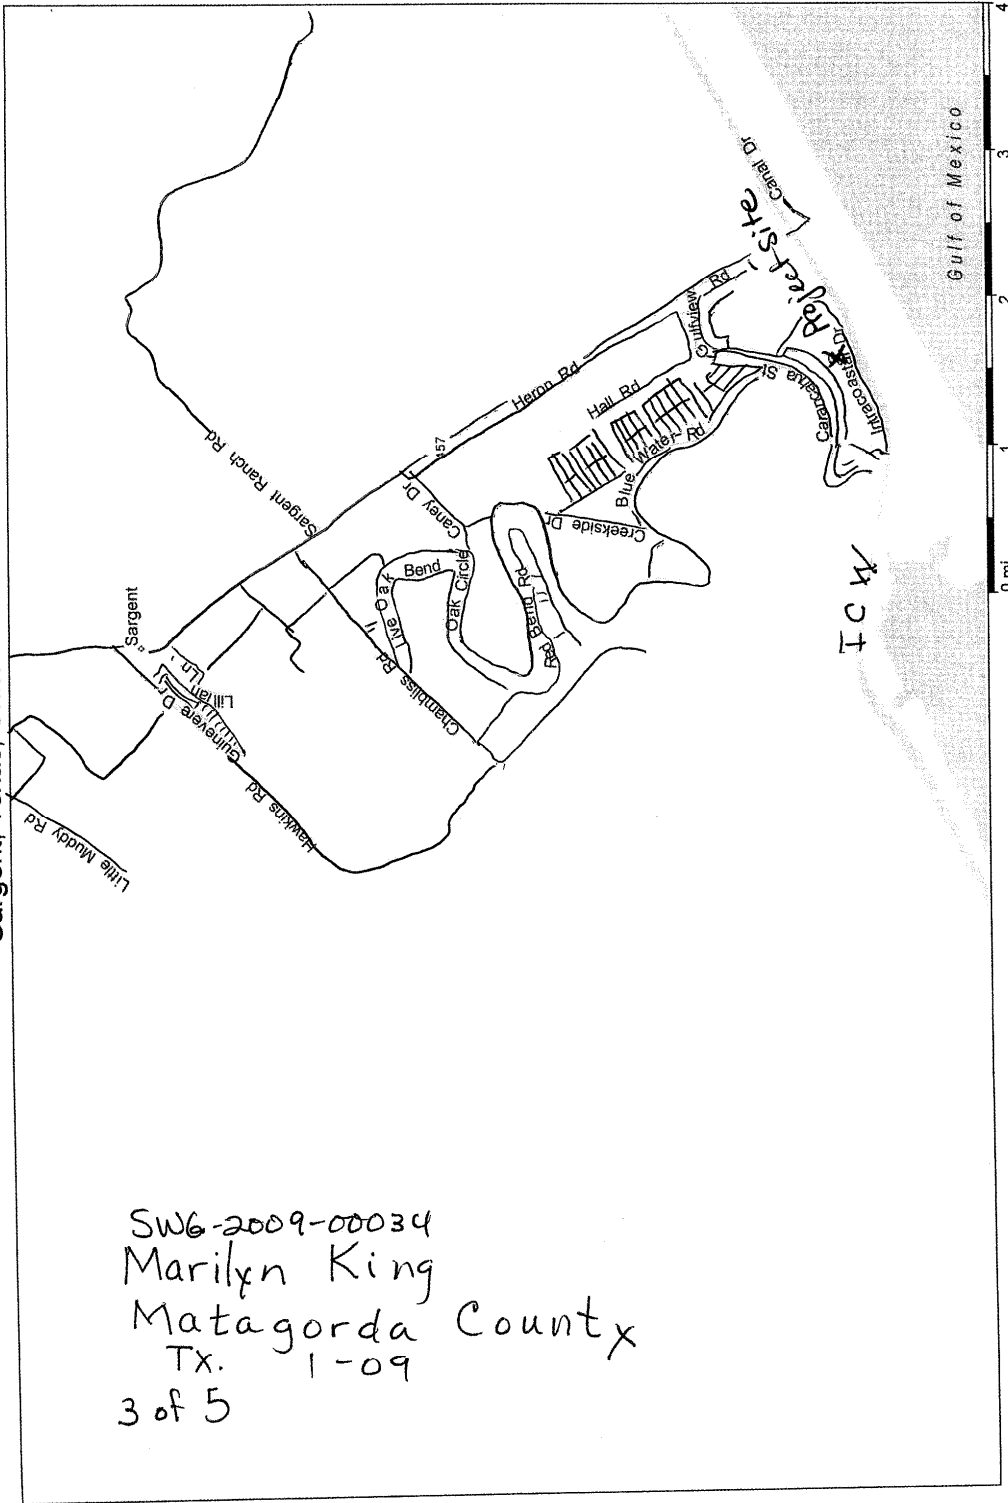 Little Muddy Rd
Sargent
Lillian Ln
Guinevere Dr
Hawkins Rd
Chambliss Rd
Sargent Ranch Rd
Live Oak Bend
Oak Circle
Caney Dr
457
Red Bend Rd
Creekside Dr
Heron Rd
Hall Rd
Blue Water Rd
Gulfview Rd
Carancahua St
Intracoastal Dr
Canal Dr
Project Site
ICW
Gulf of Mexico
0 mi
1
2
3
4
SWG-2009-00034
Marilyn King
Matagorda County
TX. 1-09
3 of 5